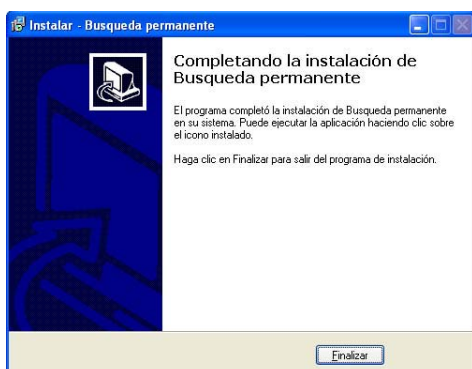 Instalar - Busqueda permanente
Completando la instalación de
Busqueda permanente
El programa completó la instalación de Busqueda permanente
en su sistema. Puede ejecutar la aplicación haciendo clic sobre
el icono instalado.
Haga clic en Finalizar para salir del programa de instalación.
Finalizar